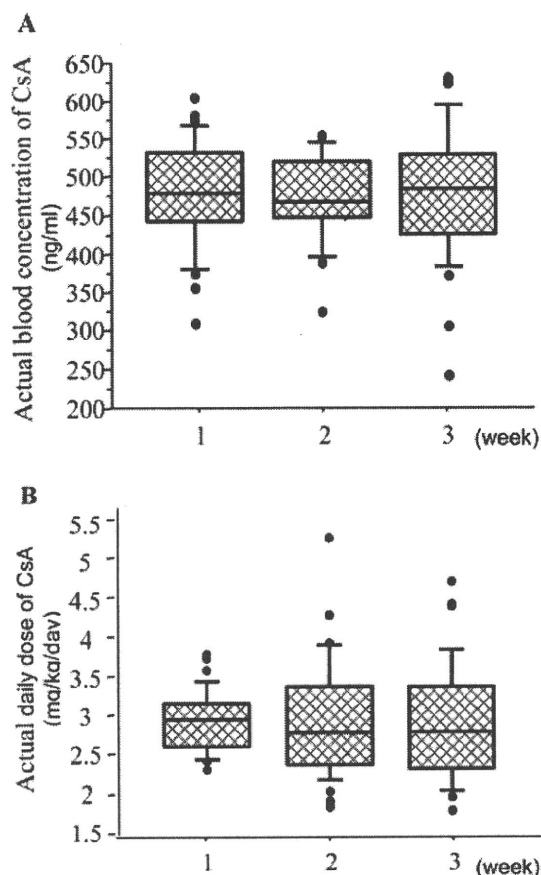 A
Actual blood concentration of CsA
(ng/ml)
650
600
550
500
450
400
350
300
250
200
1 2 3 (week)
B
Actual daily dose of CsA
(mg/kg/day)
5.5
5
4.5
4
3.5
3
2.5
2
1.5
1 2 3 (week)